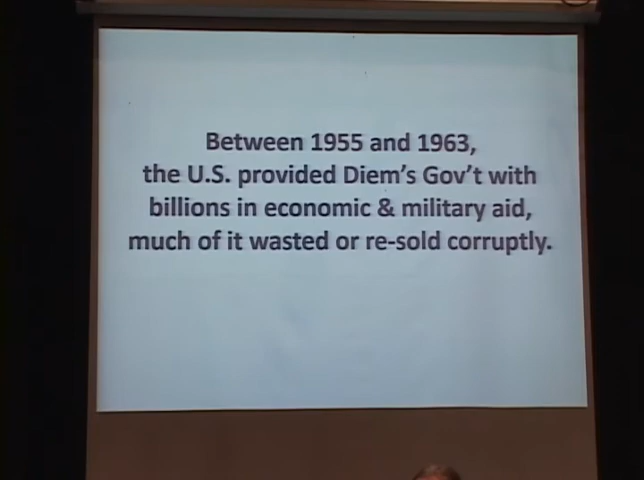 Between 1955 and 1963,
the U.S. provided Diem's Gov't with
billions in economic & military aid,
much of it wasted or re-sold corruptly.